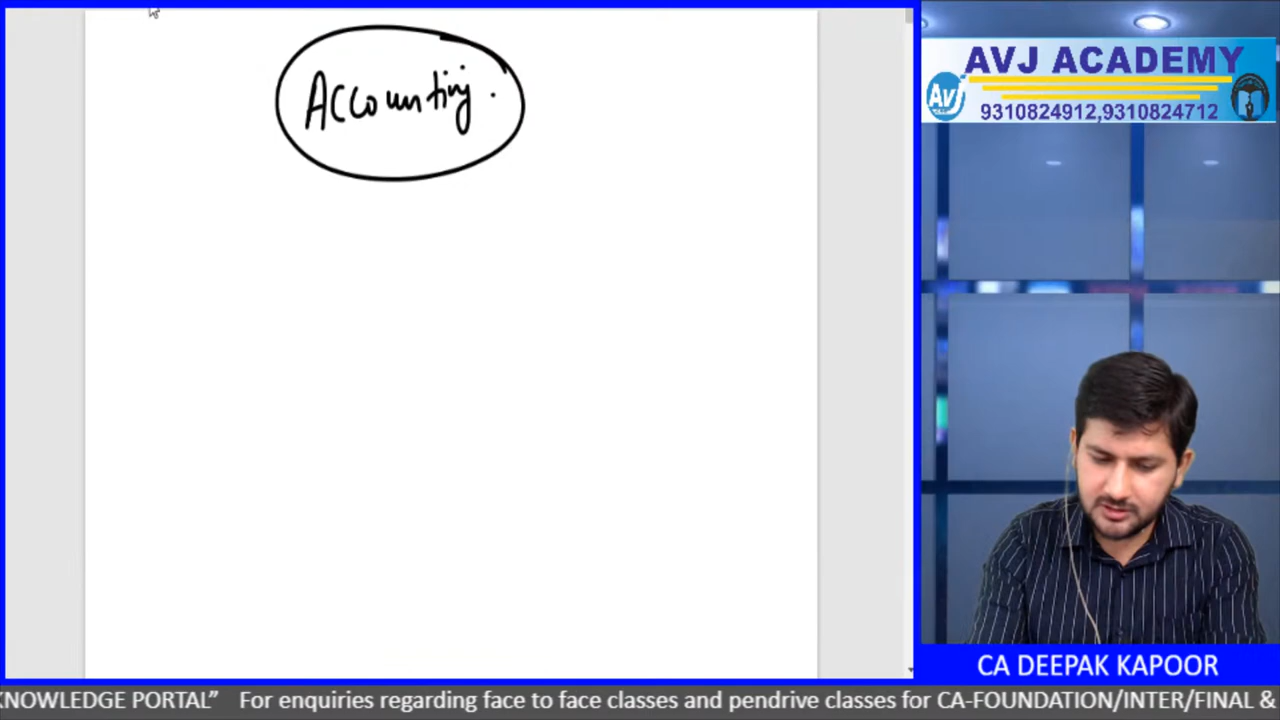 Accounting.
AVJ ACADEMY
AVJ
9310824912,9310824712
CA DEEPAK KAPOOR
KNOWLEDGE PORTAL” For enquiries regarding face to face classes and pendrive classes for CA-FOUNDATION/INTER/FINAL &